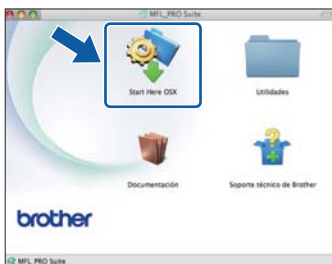 MFL_PRO Suite
Start Here OSX
Utilidades
Documentación
Soporte técnico de Brother
brother
MFL_PRO Suite